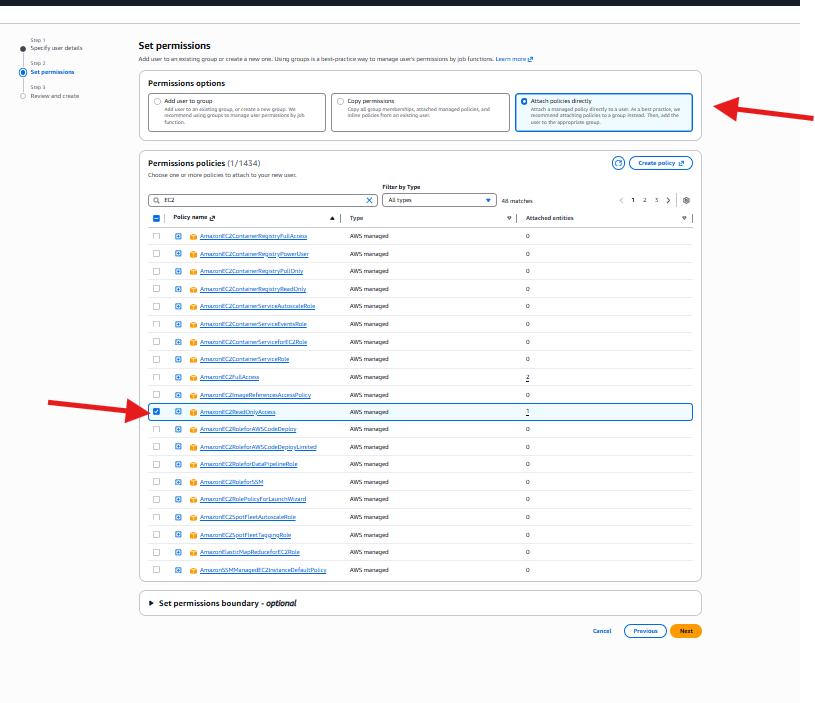 Step 1
Specify user details
Step 2
Set permissions
Step 3
Review and create
Set permissions
Add user to an existing group or create a new one. Using groups is a best-practice way to manage user's permissions by job functions. Learn more
Permissions options
Add user to group
Add user to an existing group, or create a new group. We
recommend using groups to manage user permissions by job
function.
Copy permissions
Copy all group memberships, attached managed policies, and
inline policies from an existing user.
Attach policies directly
Attach a managed policy directly to a user. As a best practice, we
recommend attaching policies to a group instead. Then, add the
user to the appropriate group.
Permissions policies (1/1434)
Create policy
Choose one or more policies to attach to your new user.
Filter by Type
EC2
All types
48 matches
1 2 3
Policy name Type Attached entities
AmazonEC2ContainerRegistryFullAccess AWS managed 0
AmazonEC2ContainerRegistryPowerUser AWS managed 0
AmazonEC2ContainerRegistryPullOnly AWS managed 0
AmazonEC2ContainerRegistryReadOnly AWS managed 0
AmazonEC2ContainerServiceAutoscaleRole AWS managed 0
AmazonEC2ContainerServiceEventsRole AWS managed 0
AmazonEC2ContainerServiceforEC2Role AWS managed 0
AmazonEC2ContainerServiceRole AWS managed 0
AmazonEC2FullAccess AWS managed 2
AmazonEC2ImageReferencesAccessPolicy AWS managed 0
AmazonEC2ReadOnlyAccess AWS managed 1
AmazonEC2RoleforAWSCodeDeploy AWS managed 0
AmazonEC2RoleforAWSCodeDeployLimited AWS managed 0
AmazonEC2RoleforDataPipelineRole AWS managed 0
AmazonEC2RoleforSSM AWS managed 0
AmazonEC2RolePolicyForLaunchWizard AWS managed 0
AmazonEC2SpotFleetAutoscaleRole AWS managed 0
AmazonEC2SpotFleetTaggingRole AWS managed 0
AmazonElasticMapReduceforEC2Role AWS managed 0
AmazonSSMManagedEC2InstanceDefaultPolicy AWS managed 0
Set permissions boundary - optional
Cancel
Previous
Next